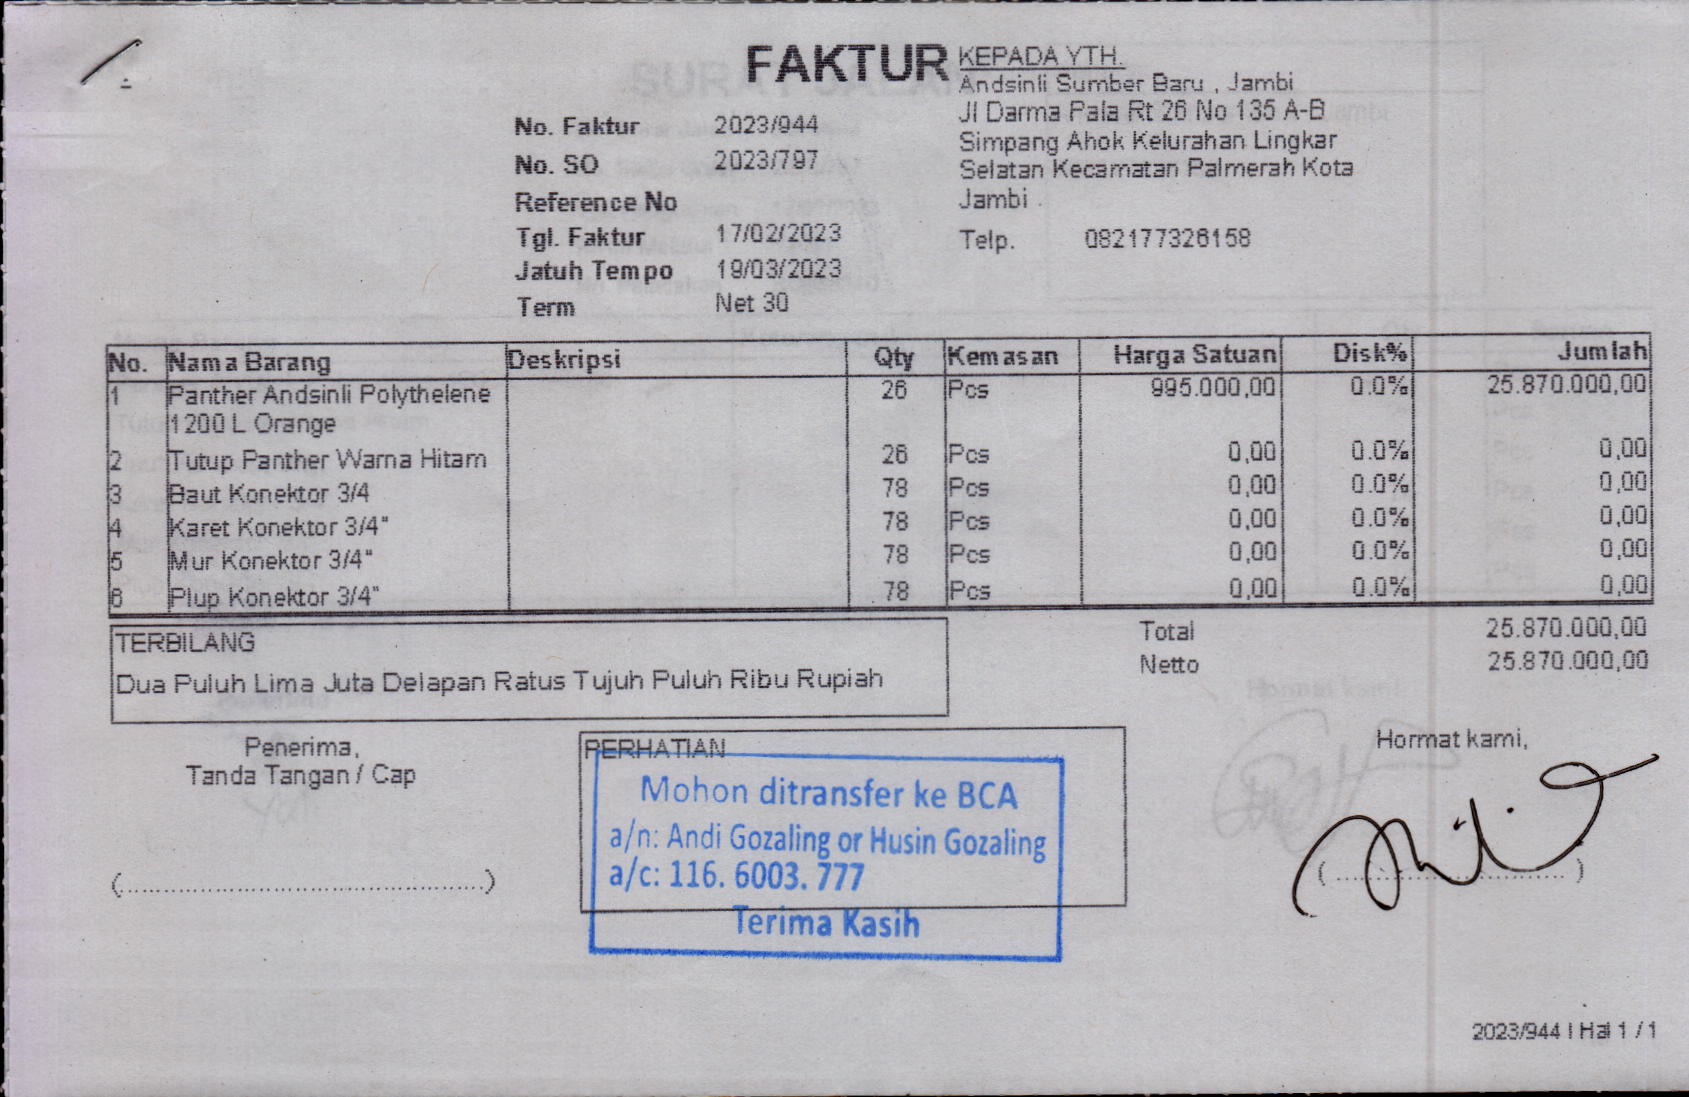 FAKTUR
KEPADA YTH.
Andsinli Sumber Baru , Jambi
Jl Darma Pala Rt 26 No 135 A-B
Simpang Ahok Kelurahan Lingkar
Selatan Kecamatan Palmerah Kota
Jambi .
Telp. 082177326158
No. Faktur 2023/944
No. SO 2023/797
Reference No
Tgl. Faktur 17/02/2023
Jatuh Tempo 19/03/2023
Term Net 30
No. Nama Barang Deskripsi Qty Kemasan Harga Satuan Disk% Jumlah
1 Panther Andsinli Polythelene 26 Pcs 995.000,00 0.0% 25.870.000,00
1200 L Orange
2 Tutup Panther Warna Hitam 26 Pcs 0,00 0.0% 0,00
3 Baut Konektor 3/4 78 Pcs 0,00 0.0% 0,00
4 Karet Konektor 3/4" 78 Pcs 0,00 0.0% 0,00
5 Mur Konektor 3/4" 78 Pcs 0,00 0.0% 0,00
6 Plup Konektor 3/4" 78 Pcs 0,00 0.0% 0,00
Total 25.870.000,00
Netto 25.870.000,00
TERBILANG
Dua Puluh Lima Juta Delapan Ratus Tujuh Puluh Ribu Rupiah
Penerima,
Tanda Tangan / Cap
(................................................)
PERHATIAN
Mohon ditransfer ke BCA
a/n: Andi Gozaling or Husin Gozaling
a/c: 116. 6003. 777
Terima Kasih
Hormat kami,
(................................)
2023/944 | Hal 1 / 1